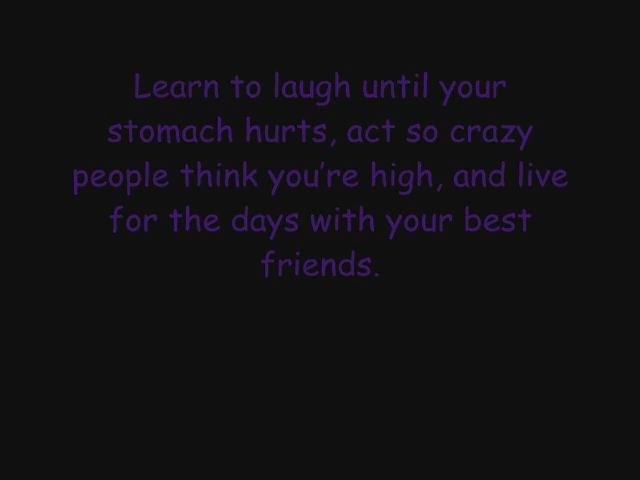 Learn to laugh until your
stomach hurts, act so crazy
people think you’re high, and live
for the days with your best
friends.